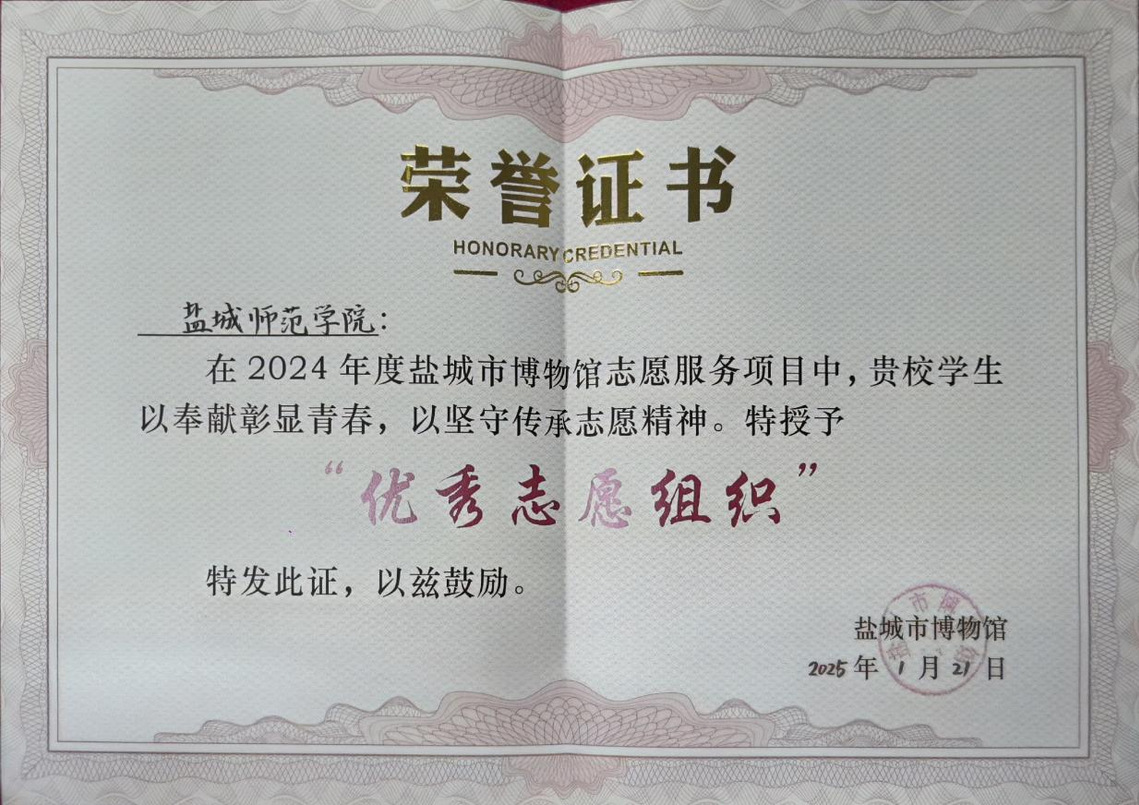 荣誉证书
HONORARY CREDENTIAL
盐城师范学院：
在2024年度盐城市博物馆志愿服务项目中，贵校学生
以奉献彰显青春，以坚守传承志愿精神。特授予
“优秀志愿组织”
特发此证，以兹鼓励。
盐城市博物馆
2025年1月21日